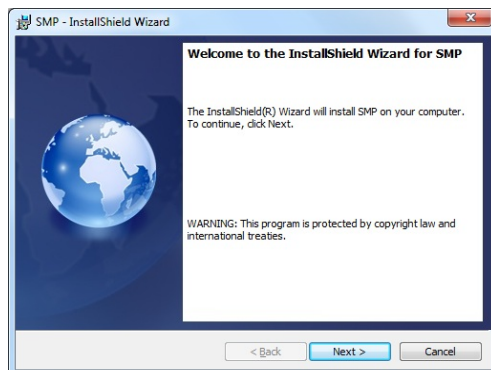 SMP - InstallShield Wizard
Welcome to the InstallShield Wizard for SMP
The InstallShield(R) Wizard will install SMP on your computer.
To continue, click Next.
WARNING: This program is protected by copyright law and
international treaties.
< Back
Next >
Cancel